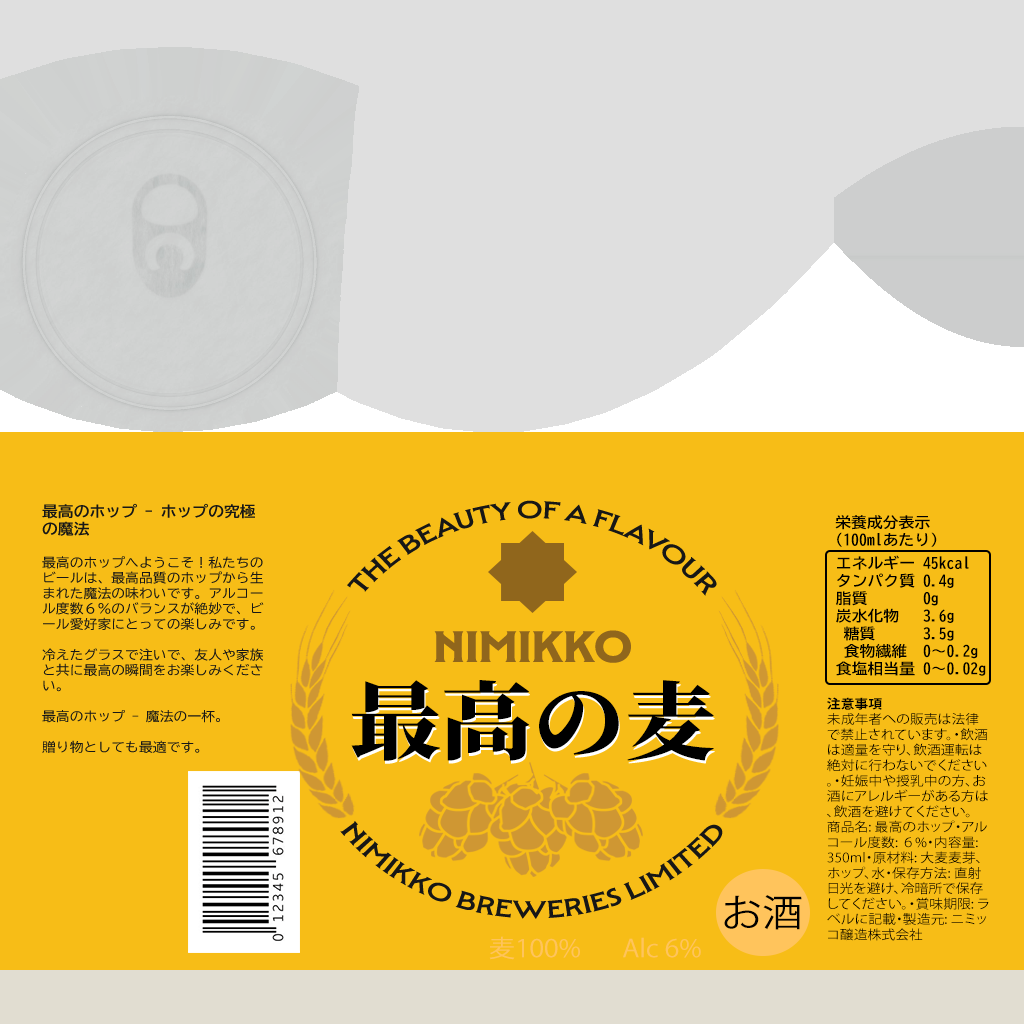 最高のホップ - ホップの究極
の魔法
最高のホップへようこそ！私たちの
ビールは、最高品質のホップから生
まれた魔法の味わいです。アルコー
ル度数６％のバランスが絶妙で、ビ
ール愛好家にとっての楽しみです。
冷えたグラスで注いで、友人や家族
と共に最高の瞬間をお楽しみくださ
い。
最高のホップ - 魔法の一杯。
贈り物としても最適です。
0 12345 678912
THE BEAUTY OF A FLAVOUR
NIMIKKO
最高の麦
NIMIKKO BREWERIES LIMITED
麦100% Alc 6%
お酒
栄養成分表示
(100mlあたり)
エネルギー 45kcal
タンパク質 0.4g
脂質 0g
炭水化物 3.6g
糖質 3.5g
食物繊維 0～0.2g
食塩相当量 0～0.02g
注意事項
未成年者への販売は法律
で禁止されています。・飲酒
は適量を守り、飲酒運転は
絶対に行わないでください
。・妊娠中や授乳中の方、お
酒にアレルギーがある方は
、飲酒を避けてください。
商品名: 最高のホップ・アル
コール度数: ６％・内容量:
350ml・原材料: 大麦麦芽、
ホップ、水・保存方法: 直射
日光を避け、冷暗所で保存
してください。・賞味期限: ラ
ベルに記載・製造元: ニミッ
コ醸造株式会社